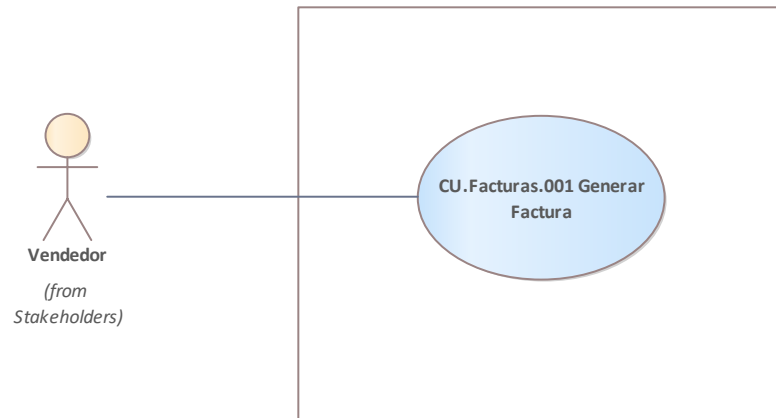 CU.Facturas.001 Generar
Factura
Vendedor
(from
Stakeholders)